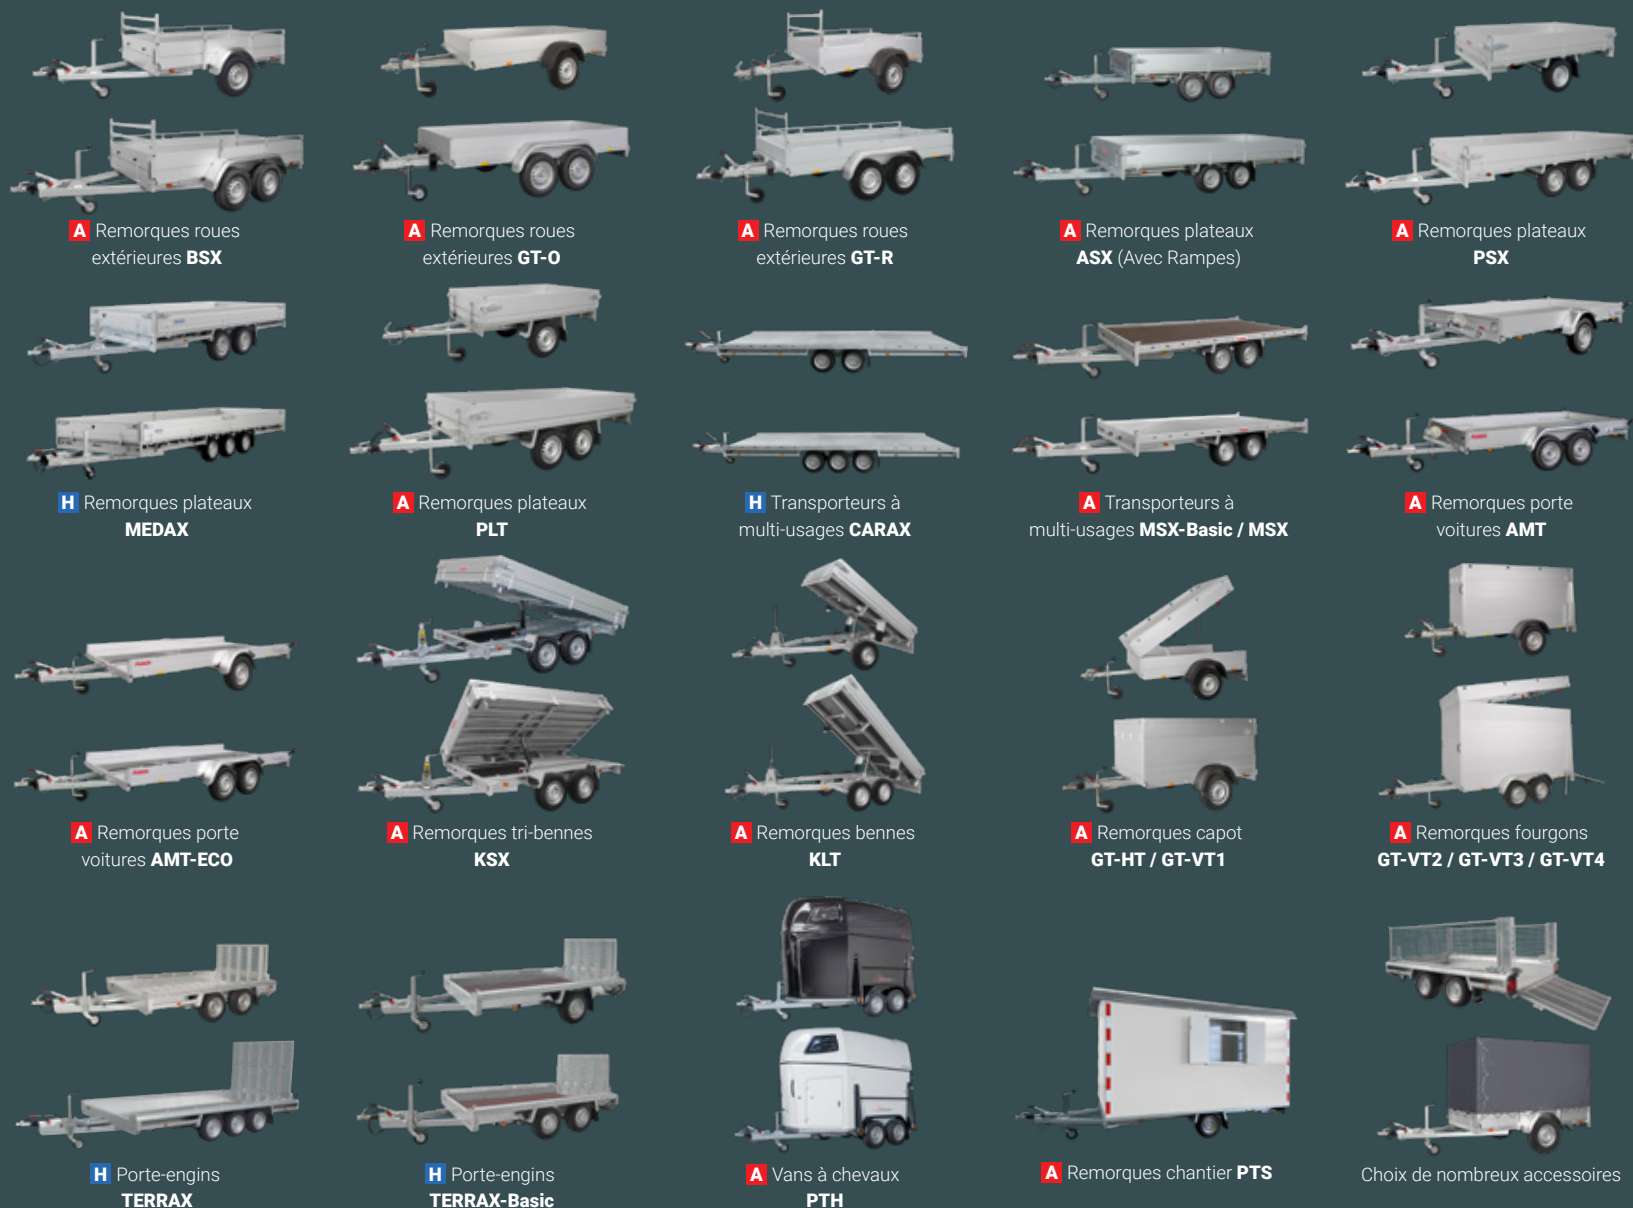 A Remorques roues
extérieures BSX
A Remorques roues
extérieures GT-O
A Remorques roues
extérieures GT-R
A Remorques plateaux
ASX (Avec Rampes)
A Remorques plateaux
PSX
H Remorques plateaux
MEDAX
A Remorques plateaux
PLT
H Transporteurs à
multi-usages CARAX
A Transporteurs à
multi-usages MSX-Basic / MSX
A Remorques porte
voitures AMT
A Remorques porte
voitures AMT-ECO
A Remorques tri-bennes
KSX
A Remorques bennes
KLT
A Remorques capot
GT-HT / GT-VT1
A Remorques fourgons
GT-VT2 / GT-VT3 / GT-VT4
H Porte-engins
TERRAX
H Porte-engins
TERRAX-Basic
A Vans à chevaux
PTH
A Remorques chantier PTS
Choix de nombreux accessoires